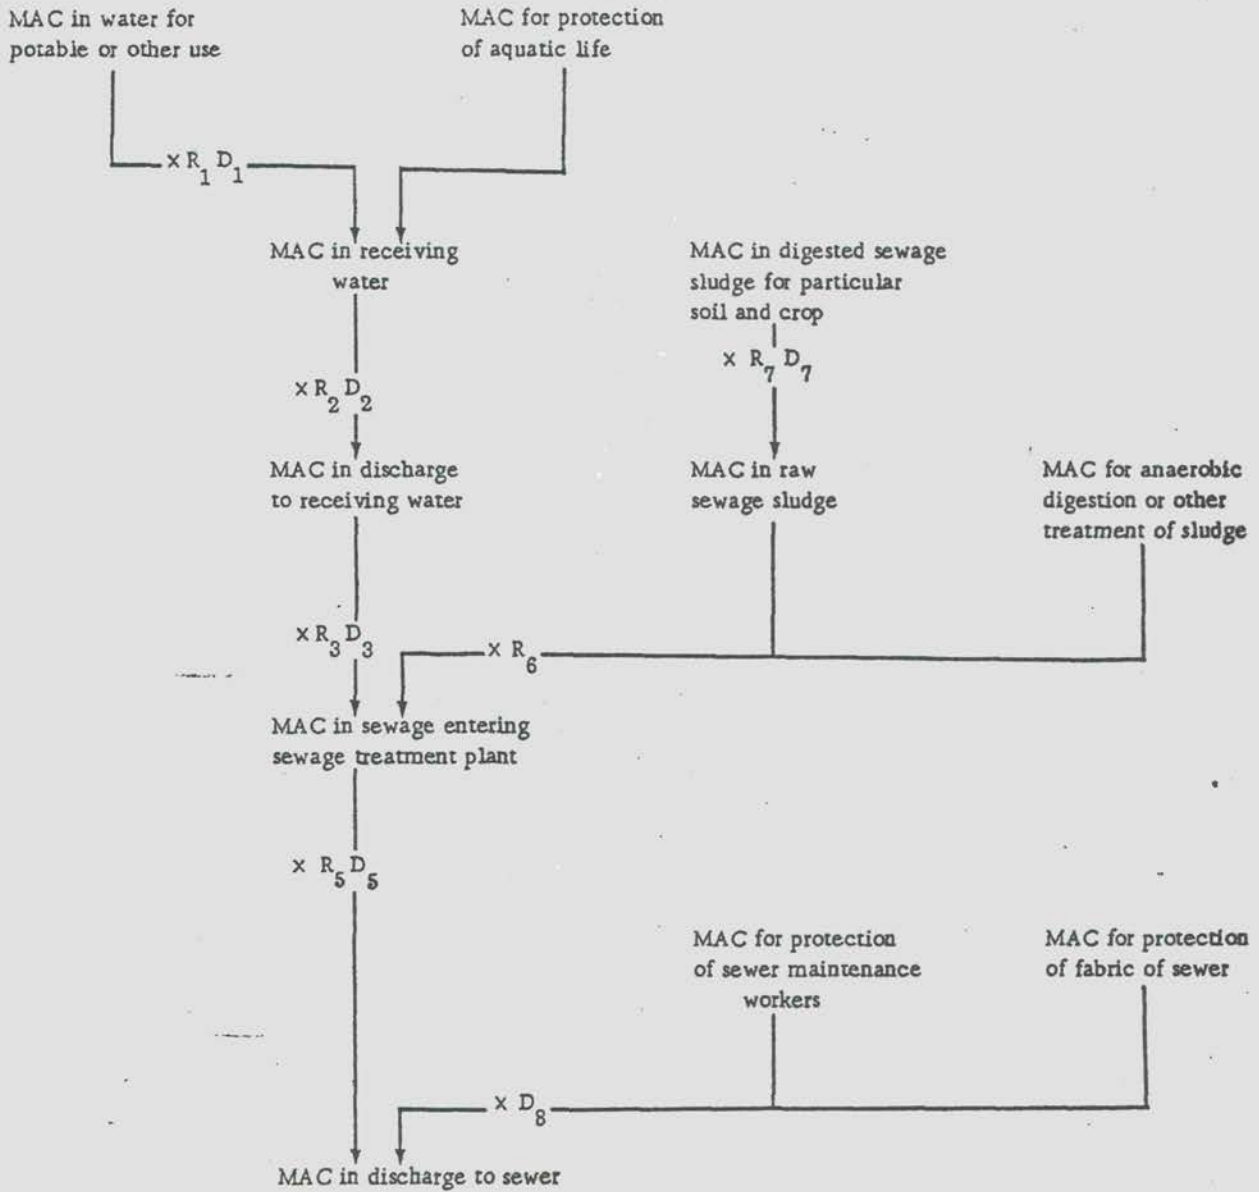 MAC in water for
potable or other use
MAC for protection
of aquatic life
× R1 D1
MAC in receiving
water
MAC in digested sewage
sludge for particular
soil and crop
× R7 D7
× R2 D2
MAC in discharge
to receiving water
MAC in raw
sewage sludge
MAC for anaerobic
digestion or other
treatment of sludge
× R3 D3
× R6
MAC in sewage entering
sewage treatment plant
× R5 D5
MAC for protection
of sewer maintenance
workers
MAC for protection
of fabric of sewer
× D8
MAC in discharge to sewer